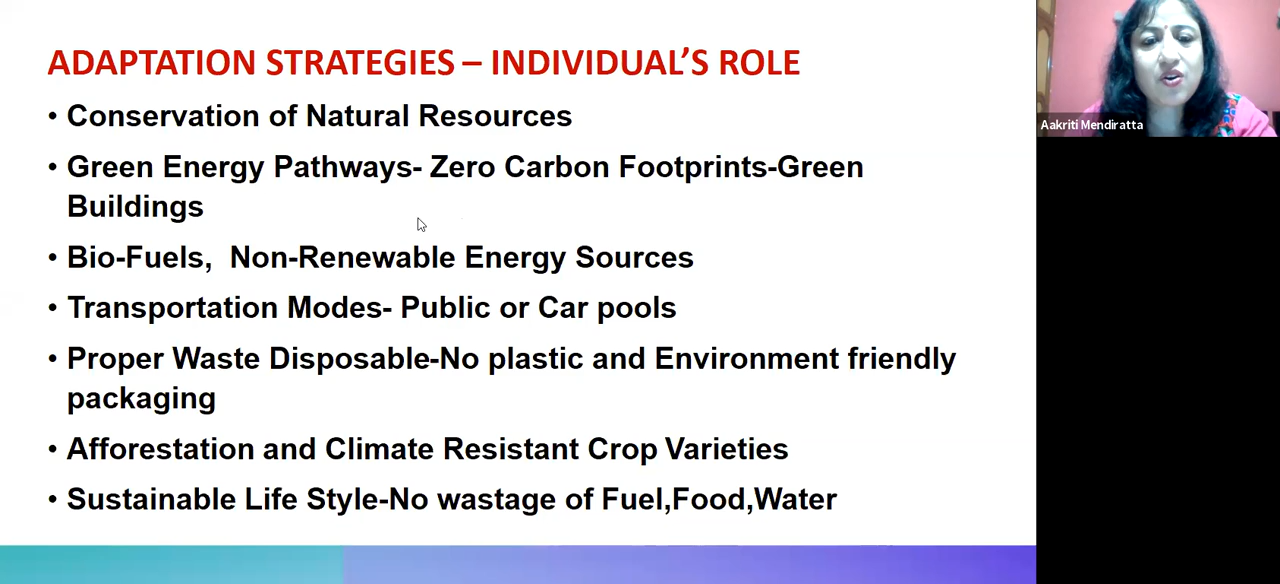 ADAPTATION STRATEGIES – INDIVIDUAL'S ROLE
• Conservation of Natural Resources
• Green Energy Pathways- Zero Carbon Footprints-Green
Buildings
• Bio-Fuels,  Non-Renewable Energy Sources
• Transportation Modes- Public or Car pools
• Proper Waste Disposable-No plastic and Environment friendly
packaging
• Afforestation and Climate Resistant Crop Varieties
• Sustainable Life Style-No wastage of Fuel,Food,Water
Aakriti Mendiratta